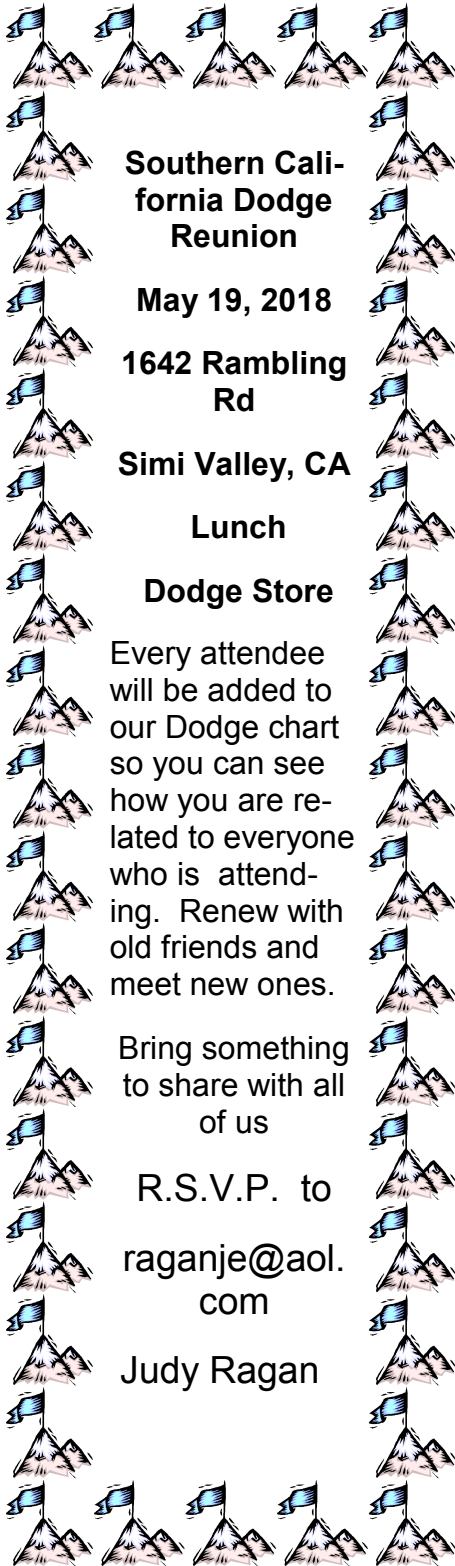 Southern Cali-
fornia Dodge
Reunion
May 19, 2018
1642 Rambling
Rd
Simi Valley, CA
Lunch
Dodge Store
Every attendee
will be added to
our Dodge chart
so you can see
how you are re-
lated to everyone
who is  attend-
ing.  Renew with
old friends and
meet new ones.
Bring something
to share with all
of us
R.S.V.P.  to
raganje@aol.
com
Judy Ragan